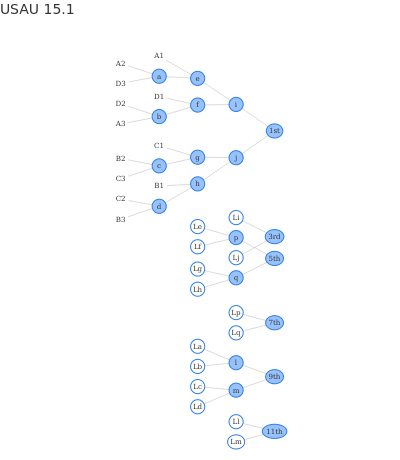 USAU 15.1
A1
A2
a
e
D3
D1
D2
f
i
b
A3
1st
C1
B2
g
j
c
C3
B1
h
C2
d
B3
Li
Le
p
3rd
Lf
Lj
5th
Lg
q
Lh
Lp
7th
Lq
La
l
Lb
9th
Lc
m
Ld
Ll
11th
Lm